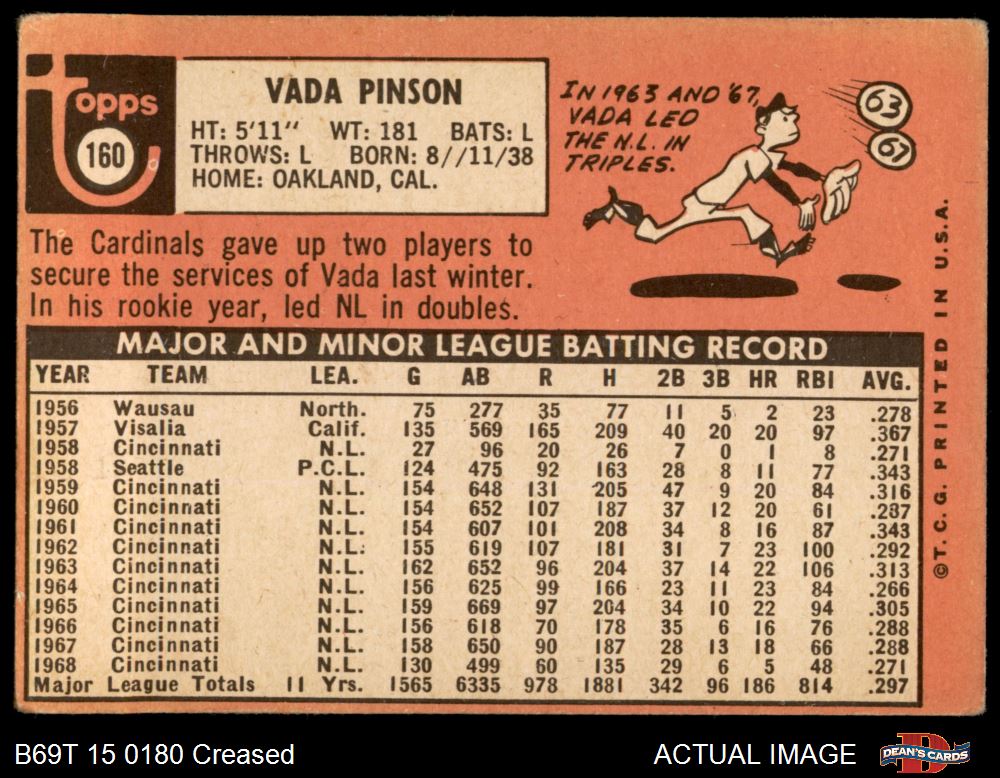 Topps
160
VADA PINSON
HT: 5'11" WT: 181 BATS: L
THROWS: L BORN: 8//11/38
HOME: OAKLAND, CAL.
IN 1963 AND '67,
VADA LED
THE N.L. IN
TRIPLES.
63
67
The Cardinals gave up two players to
secure the services of Vada last winter.
In his rookie year, led NL in doubles.
MAJOR AND MINOR LEAGUE BATTING RECORD
YEAR TEAM LEA. G AB R H 2B 3B HR RBI AVG.
1956 Wausau North. 75 277 35 77 11 5 2 23 .278
1957 Visalia Calif. 135 569 165 209 40 20 20 97 .367
1958 Cincinnati N.L. 27 96 20 26 7 0 1 8 .271
1958 Seattle P.C.L. 124 475 92 163 28 8 11 77 .343
1959 Cincinnati N.L. 154 648 131 205 47 9 20 84 .316
1960 Cincinnati N.L. 154 652 107 187 37 12 20 61 .287
1961 Cincinnati N.L. 154 607 101 208 34 8 16 87 .343
1962 Cincinnati N.L. 155 619 107 181 31 7 23 100 .292
1963 Cincinnati N.L. 162 652 96 204 37 14 22 106 .313
1964 Cincinnati N.L. 156 625 99 166 23 11 23 84 .266
1965 Cincinnati N.L. 159 669 97 204 34 10 22 94 .305
1966 Cincinnati N.L. 156 618 70 178 35 6 16 76 .288
1967 Cincinnati N.L. 158 650 90 187 28 13 18 66 .288
1968 Cincinnati N.L. 130 499 60 135 29 6 5 48 .271
Major League Totals 11 Yrs. 1565 6335 978 1881 342 96 186 814 .297
©T.C.G. PRINTED IN U.S.A.
B69T 15 0180 Creased
ACTUAL IMAGE
DEAN'S CARDS